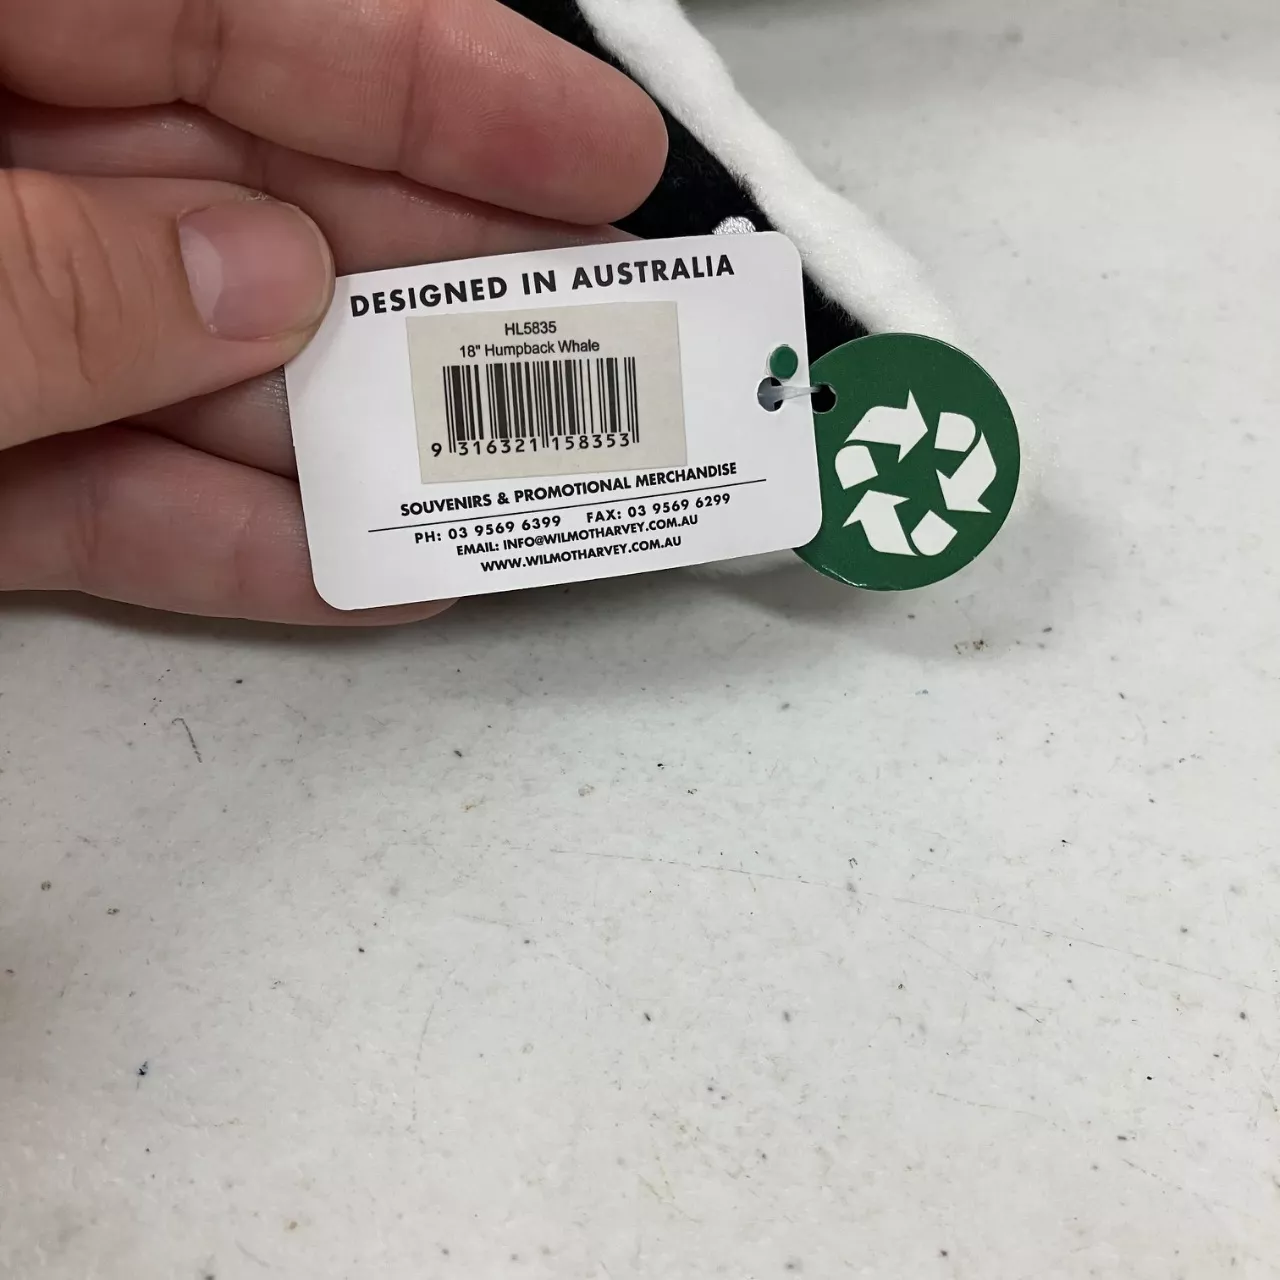 DESIGNED IN AUSTRALIA
HL5835
18" Humpback Whale
9 316321 158353
SOUVENIRS & PROMOTIONAL MERCHANDISE
PH: 03 9569 6399 FAX: 03 9569 6299
EMAIL: INFO@WILMOTHARVEY.COM.AU
WWW.WILMOTHARVEY.COM.AU